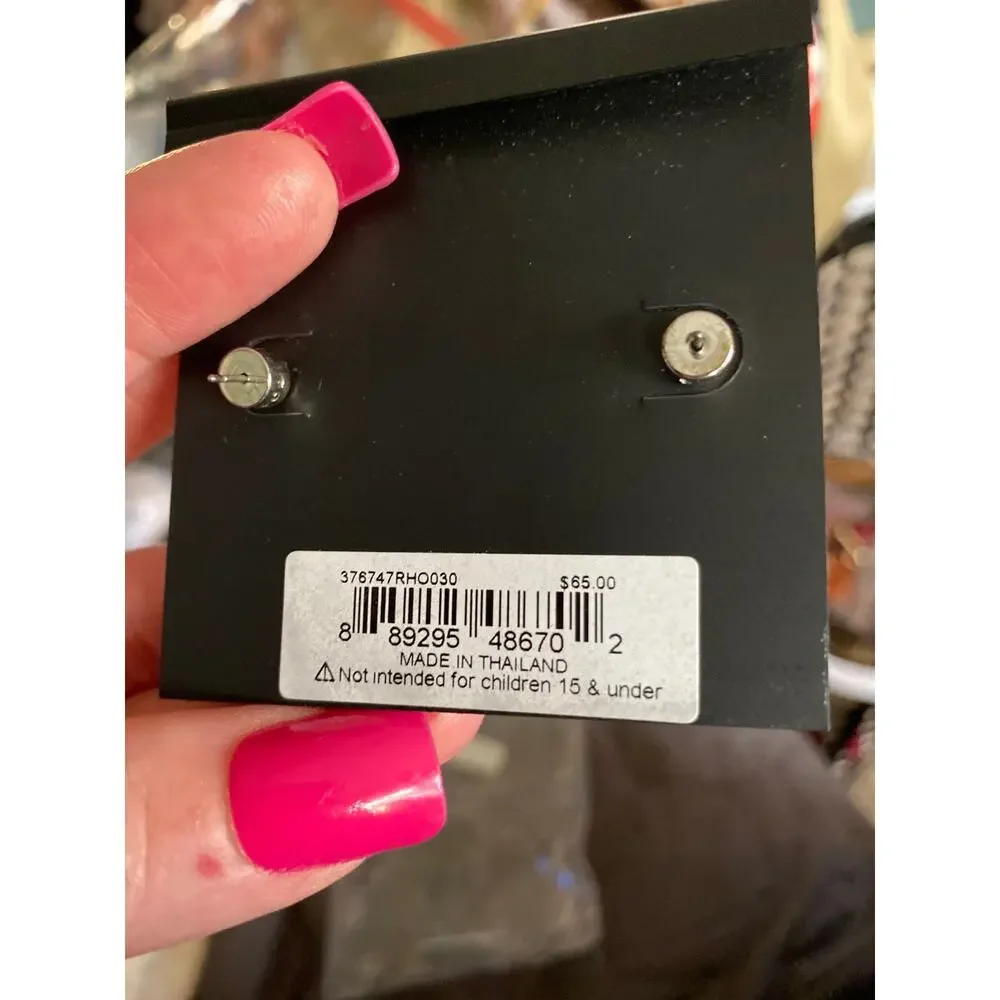 376747RHO030 $65.00
8 89295 48670 2
MADE IN THAILAND
⚠ Not intended for children 15 & under